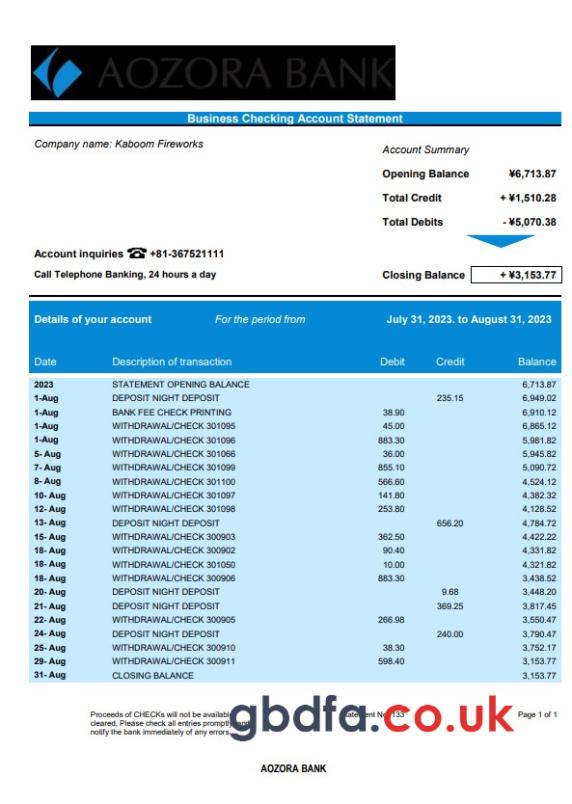 AOZORA BANK
Business Checking Account Statement
Company name: Kaboom Fireworks
Account Summary
Opening Balance ¥6,713.87
Total Credit + ¥1,510.28
Total Debits - ¥5,070.38
Account inquiries ☎ +81-367521111
Call Telephone Banking, 24 hours a day
Closing Balance + ¥3,153.77
Details of your account For the period from July 31, 2023. to August 31, 2023
Date Description of transaction Debit Credit Balance
2023 STATEMENT OPENING BALANCE 6,713.87
1-Aug DEPOSIT NIGHT DEPOSIT 235.15 6,949.02
1-Aug BANK FEE CHECK PRINTING 38.90 6,910.12
1-Aug WITHDRAWAL/CHECK 301095 45.00 6,865.12
1-Aug WITHDRAWAL/CHECK 301096 883.30 5,981.82
5- Aug WITHDRAWAL/CHECK 301066 36.00 5,945.82
7- Aug WITHDRAWAL/CHECK 301099 855.10 5,090.72
8- Aug WITHDRAWAL/CHECK 301100 566.60 4,524.12
10- Aug WITHDRAWAL/CHECK 301097 141.80 4,382.32
12- Aug WITHDRAWAL/CHECK 301098 253.80 4,128.52
13- Aug DEPOSIT NIGHT DEPOSIT 656.20 4,784.72
15- Aug WITHDRAWAL/CHECK 300903 362.50 4,422.22
18- Aug WITHDRAWAL/CHECK 300902 90.40 4,331.82
18- Aug WITHDRAWAL/CHECK 301050 10.00 4,321.82
18- Aug WITHDRAWAL/CHECK 300906 883.30 3,438.52
20- Aug DEPOSIT NIGHT DEPOSIT 9.68 3,448.20
21- Aug DEPOSIT NIGHT DEPOSIT 369.25 3,817.45
22- Aug WITHDRAWAL/CHECK 300905 266.98 3,550.47
24- Aug DEPOSIT NIGHT DEPOSIT 240.00 3,790.47
25- Aug WITHDRAWAL/CHECK 300910 38.30 3,752.17
29- Aug WITHDRAWAL/CHECK 300911 598.40 3,153.77
31- Aug CLOSING BALANCE 3,153.77
Proceeds of CHECKs will not be available
cleared. Please check all entries promptly and
notify the bank immediately of any errors.
133
Page 1 of 1
gbdfa.co.uk
AOZORA BANK